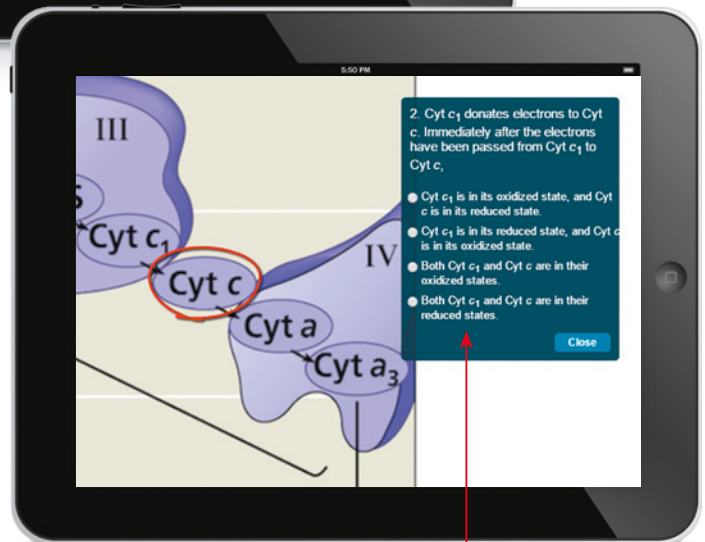 5:50 PM
III
Cyt c₁
Cyt c
IV
Cyt a
Cyt a₃
2. Cyt c₁ donates electrons to Cyt
c. Immediately after the electrons
have been passed from Cyt c₁ to
Cyt c,
Cyt c₁ is in its oxidized state, and Cyt
c is in its reduced state.
Cyt c₁ is in its reduced state, and Cyt c
is in its oxidized state.
Both Cyt c₁ and Cyt c are in their
oxidized states.
Both Cyt c₁ and Cyt c are in their
reduced states.
Close